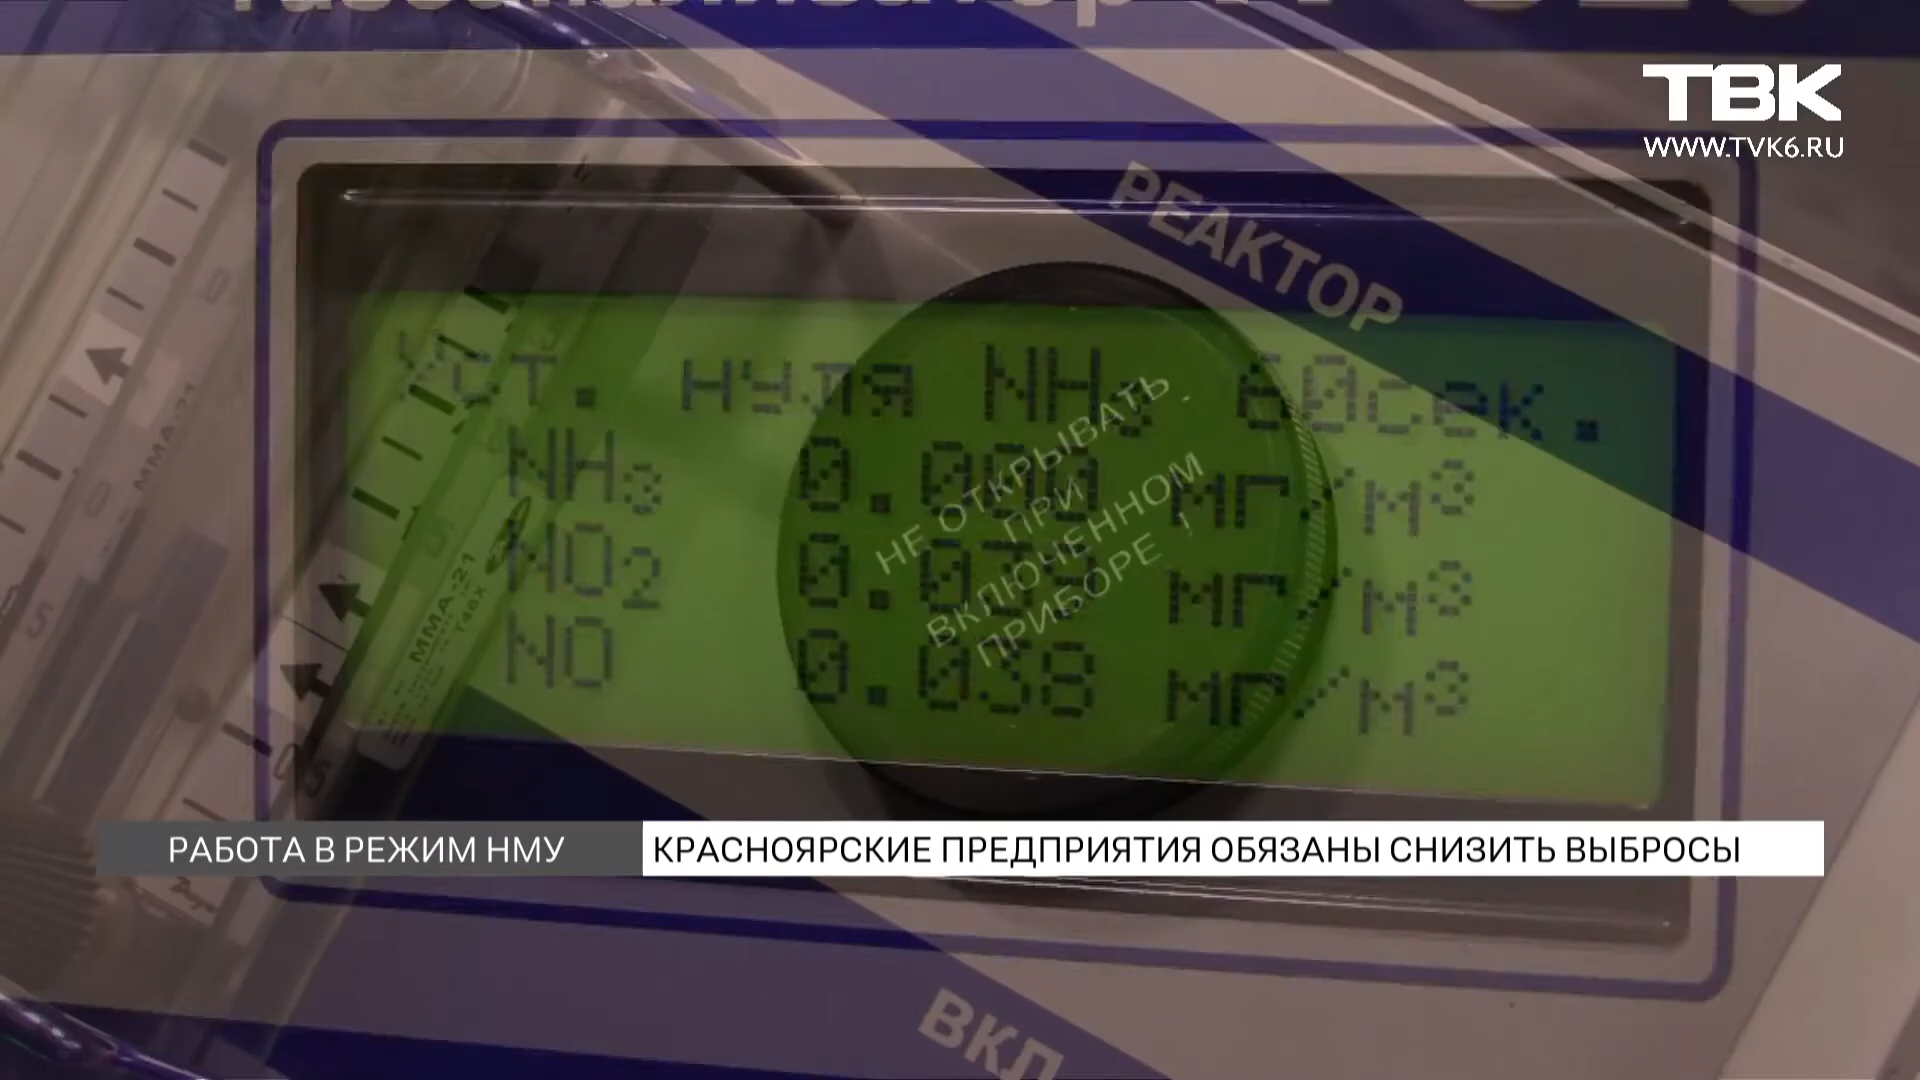 ТВК
WWW.TVK6.RU
РЕАКТОР
Уст. нуля NH3 60сек.
NH3 0.000 мг/м3
NO2 мг/м3
NO 0.038 мг/м3
НЕ ОТКРЫВАТЬ
ПРИ
ВКЛЮЧЕННОМ
ПРИБОРЕ !
MMA-21
MMA-21
РАБОТА В РЕЖИМ НМУ
КРАСНОЯРСКИЕ ПРЕДПРИЯТИЯ ОБЯЗАНЫ СНИЗИТЬ ВЫБРОСЫ
ВКЛ